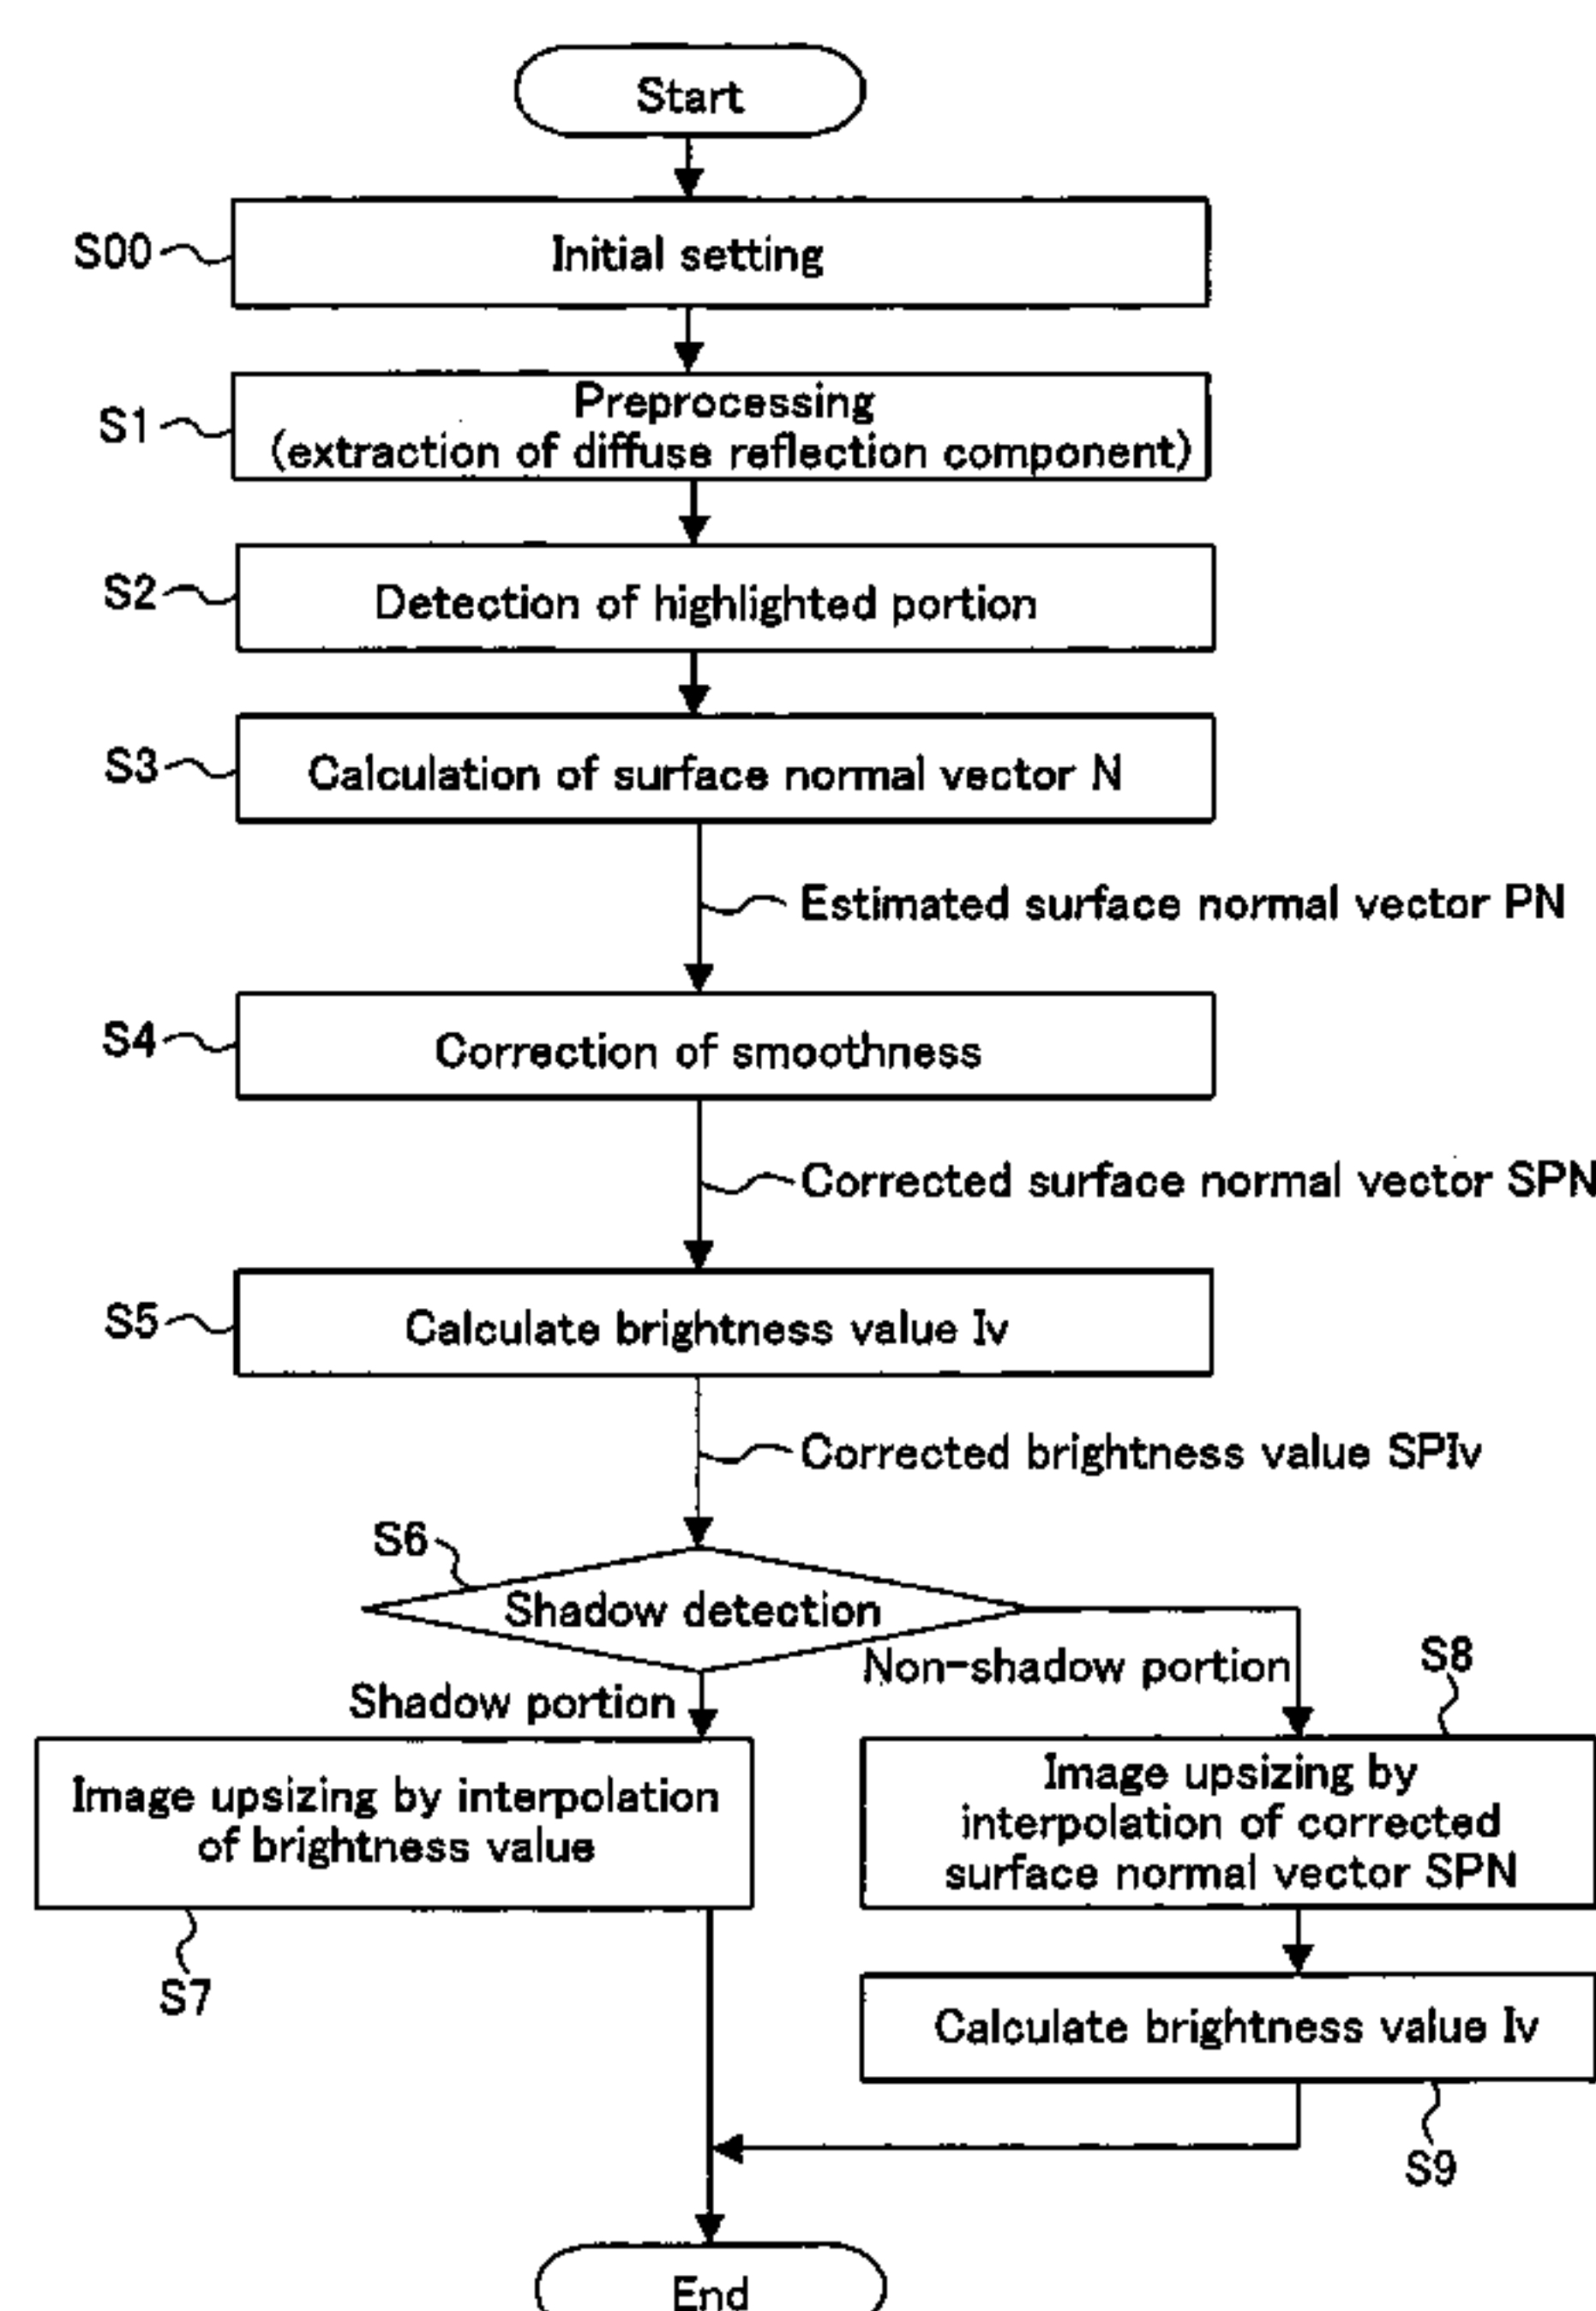 Start
S00
Initial setting
S1
Preprocessing
(extraction of diffuse reflection component)
S2
Detection of highlighted portion
S3
Calculation of surface normal vector N
Estimated surface normal vector PN
S4
Correction of smoothness
Corrected surface normal vector SPN
S5
Calculate brightness value Iv
Corrected brightness value SPIv
S6
Shadow detection
Non-shadow portion
S8
Shadow portion
Image upsizing by interpolation
of brightness value
Image upsizing by
interpolation of corrected
surface normal vector SPN
S7
Calculate brightness value Iv
S9
End